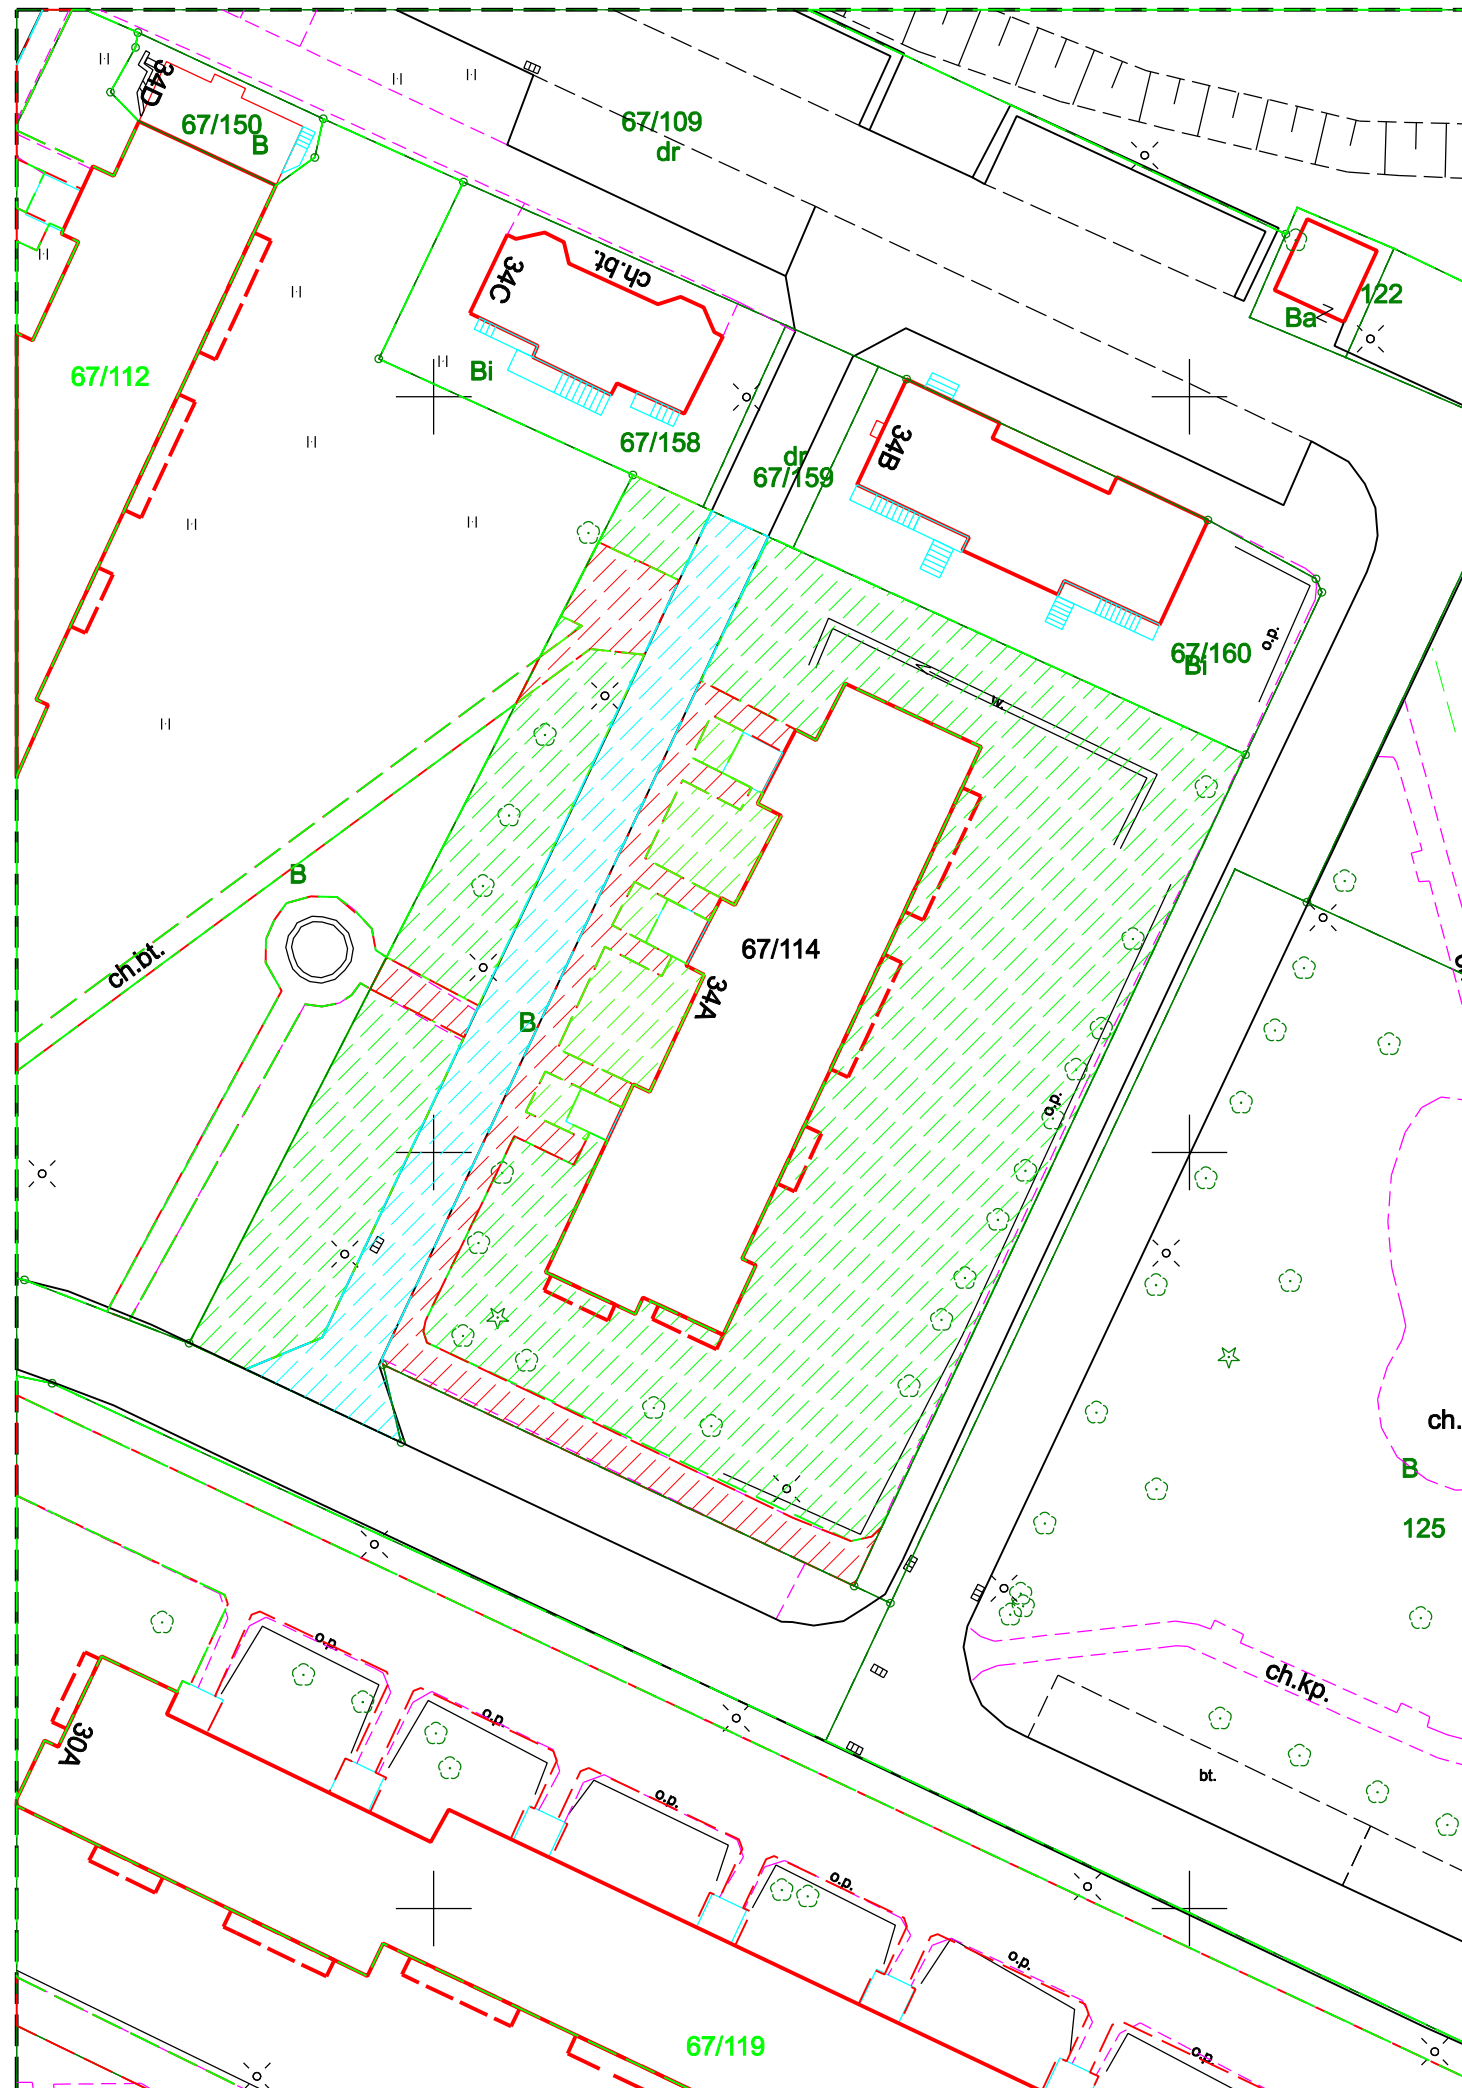 34D
67/150
B
67/109
dr
34C
ch.bt.
122
Ba
67/112
Bi
67/158
dr
67/159
34B
o.p.
67/160
Bi
w.
B
67/114
ch.bt.
34A
B
o.p.
ch.
B
125
o.p.
ch.kp.
o.p.
30A
bt.
o.p.
o.p.
o.p.
67/119
o.p.